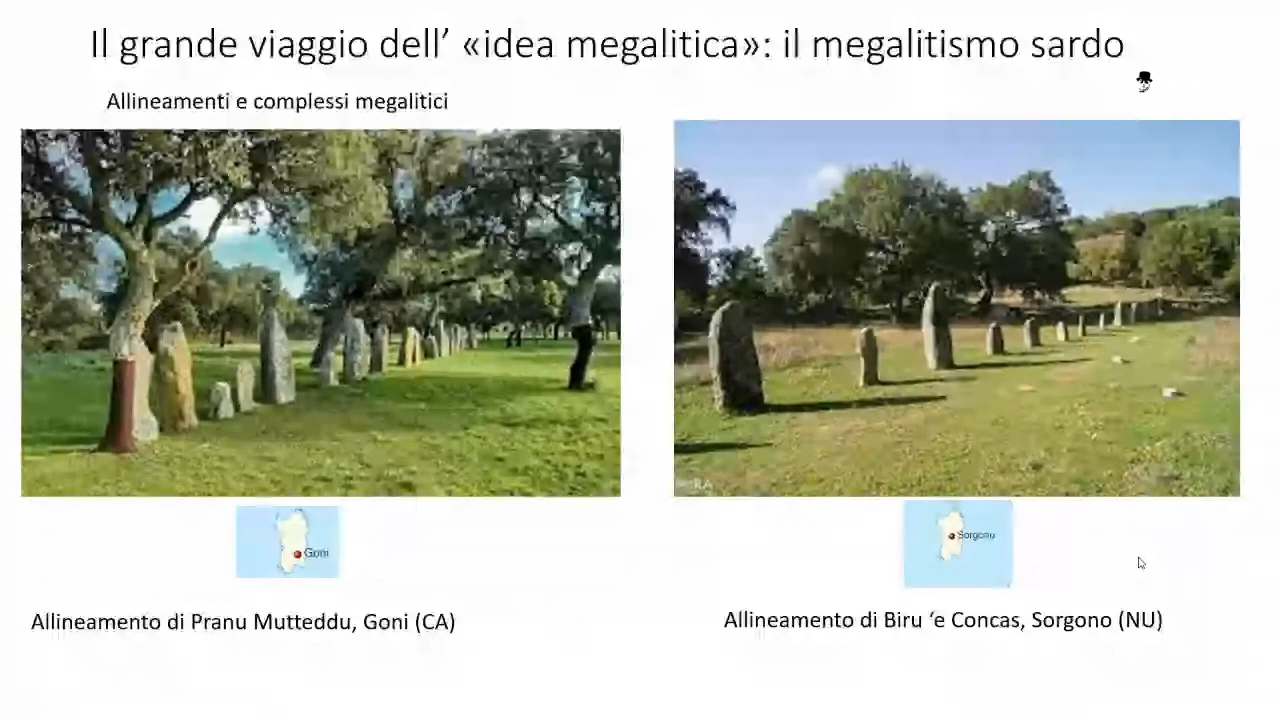 Il grande viaggio dell’ «idea megalitica»: il megalitismo sardo
Allineamenti e complessi megalitici
Goni
Sorgono
Allineamento di Pranu Mutteddu, Goni (CA)
Allineamento di Biru ‘e Concas, Sorgono (NU)